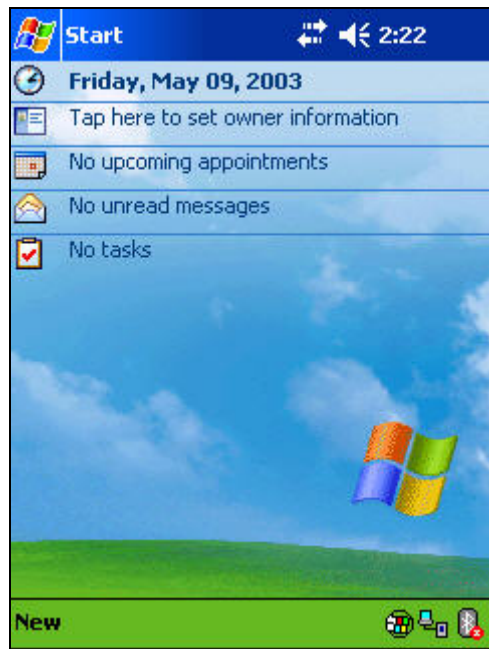 Start 2:22
Friday, May 09, 2003
Tap here to set owner information
No upcoming appointments
No unread messages
No tasks
New